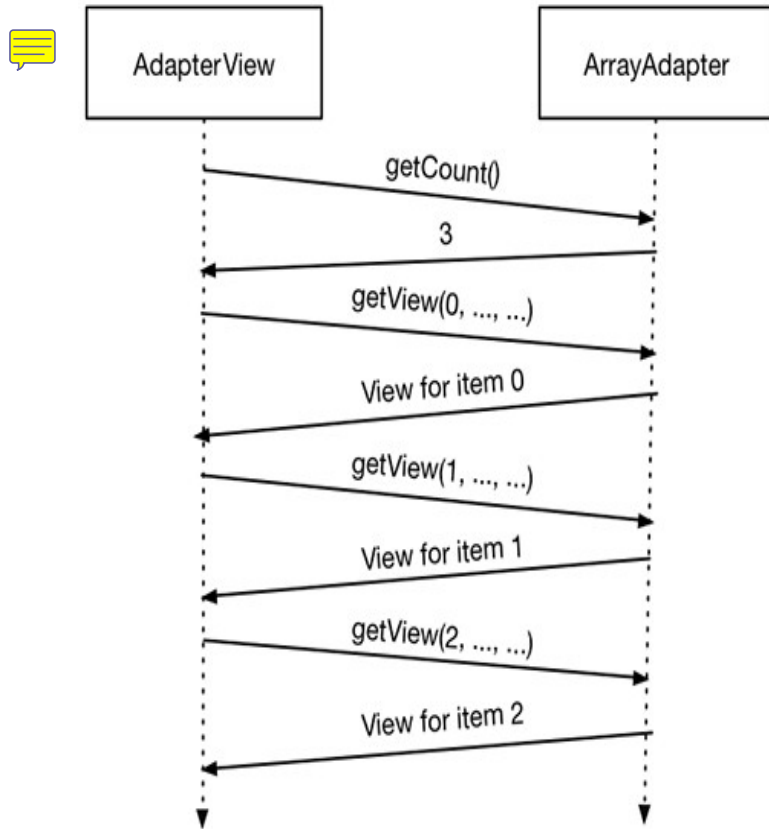 AdapterView
ArrayAdapter
getCount()
3
getView(0, ..., ...)
View for item 0
getView(1, ..., ...)
View for item 1
getView(2, ..., ...)
View for item 2